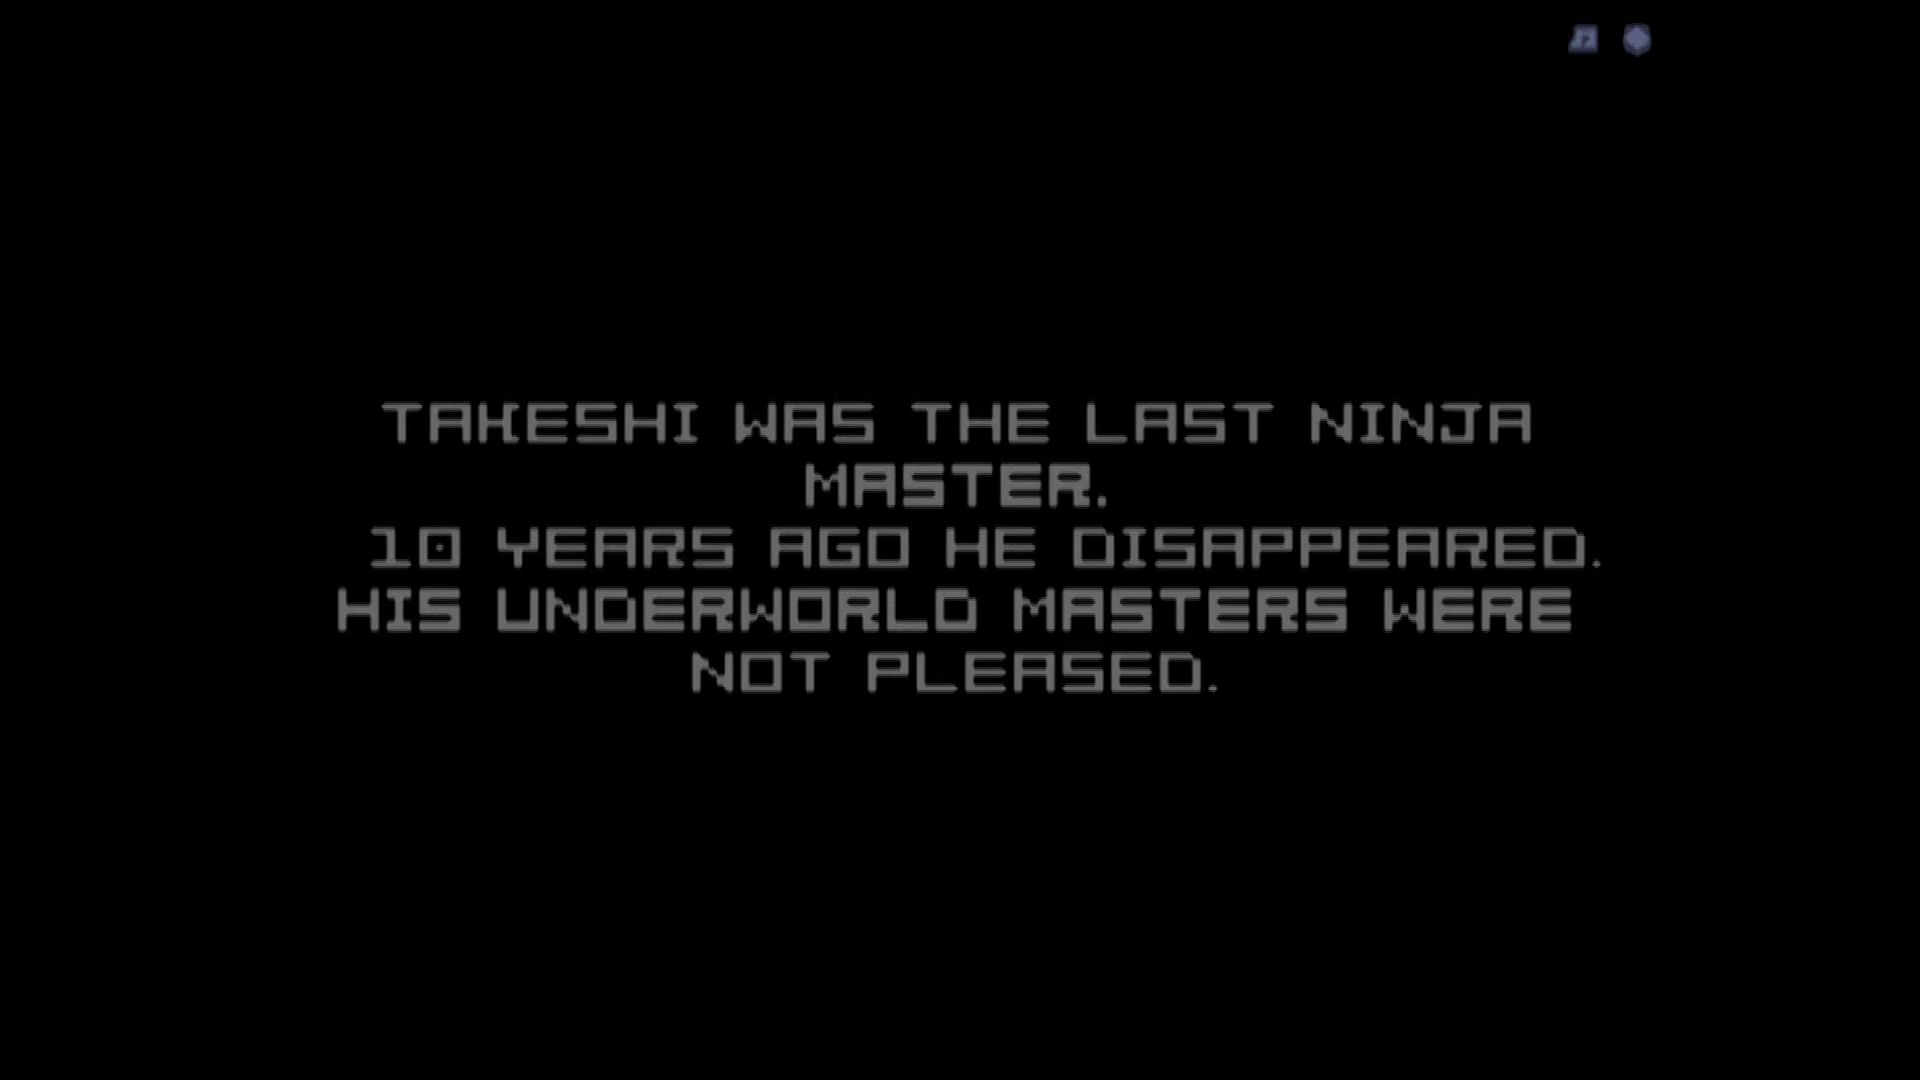 TAKESHI WAS THE LAST NINJA
MASTER.
10 YEARS AGO HE DISAPPEARED.
HIS UNDERWORLD MASTERS WERE
NOT PLEASED.